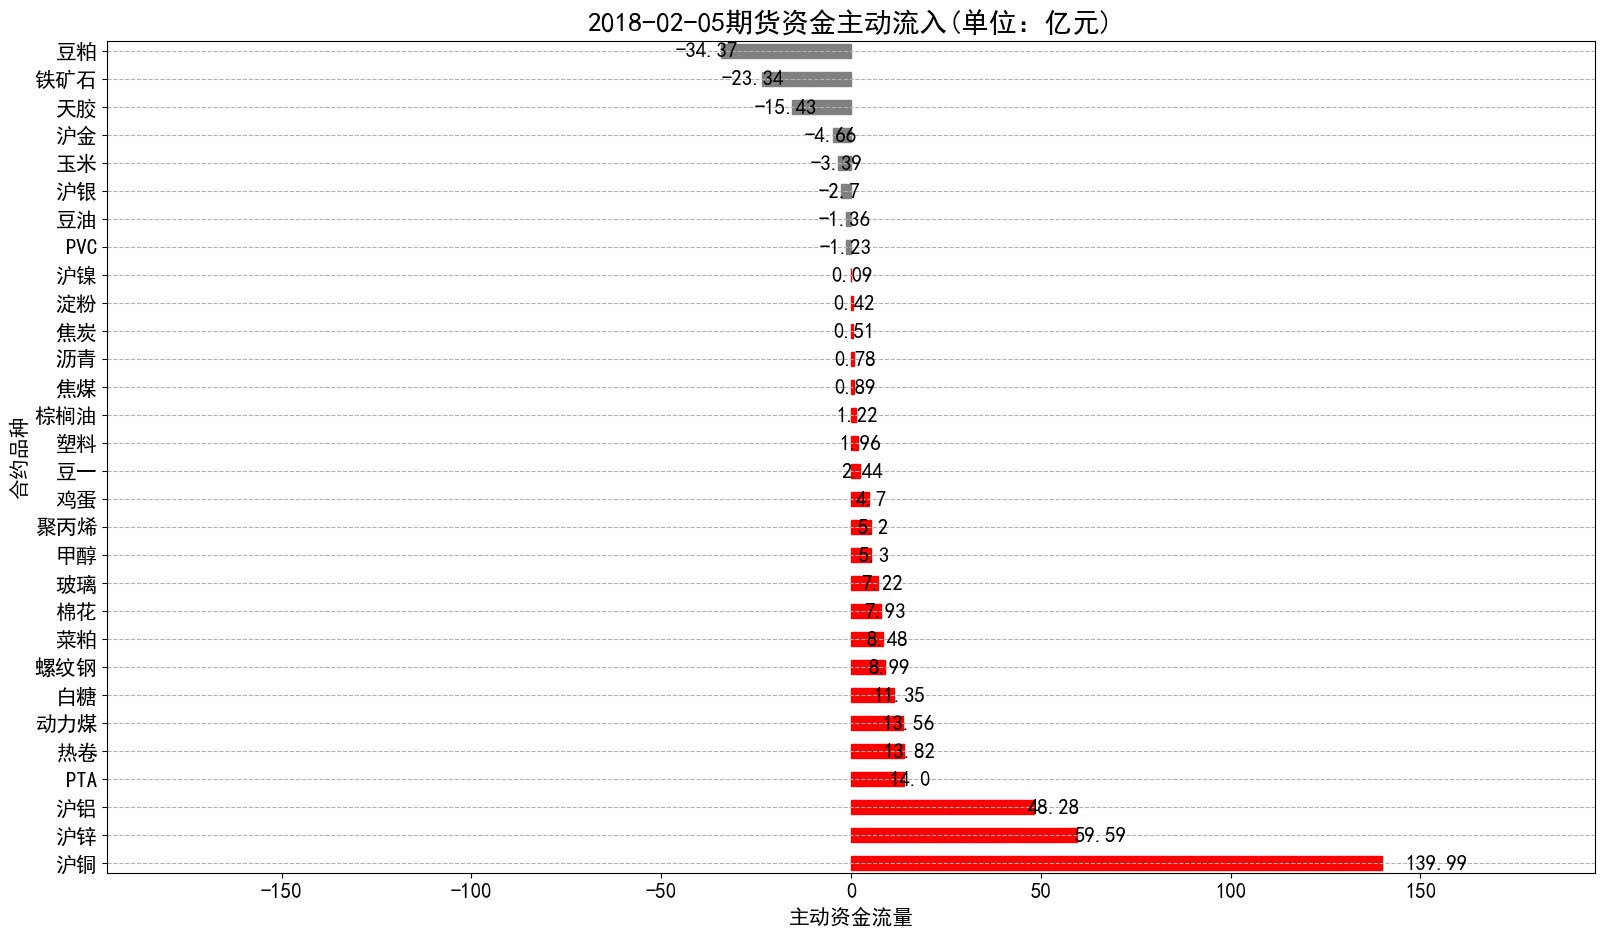 2018-02-05期货资金主动流入(单位：亿元)
豆粕 -34.37
铁矿石 -23.34
天胶 -15.43
沪金 -4.66
玉米 -3.39
沪银 -2.7
豆油 -1.36
PVC -1.23
沪镍 0.09
淀粉 0.42
焦炭 0.51
沥青 0.78
焦煤 0.89
棕榈油 1.22
塑料 1.96
豆一 2.44
鸡蛋 4.7
聚丙烯 5.2
甲醇 5.3
玻璃 7.22
棉花 7.93
菜粕 8.48
螺纹钢 8.99
白糖 11.35
动力煤 13.56
热卷 13.82
PTA 14.0
沪铝 48.28
沪锌 59.59
沪铜 139.99
合约品种
-150 -100 -50 0 50 100 150
主动资金流量